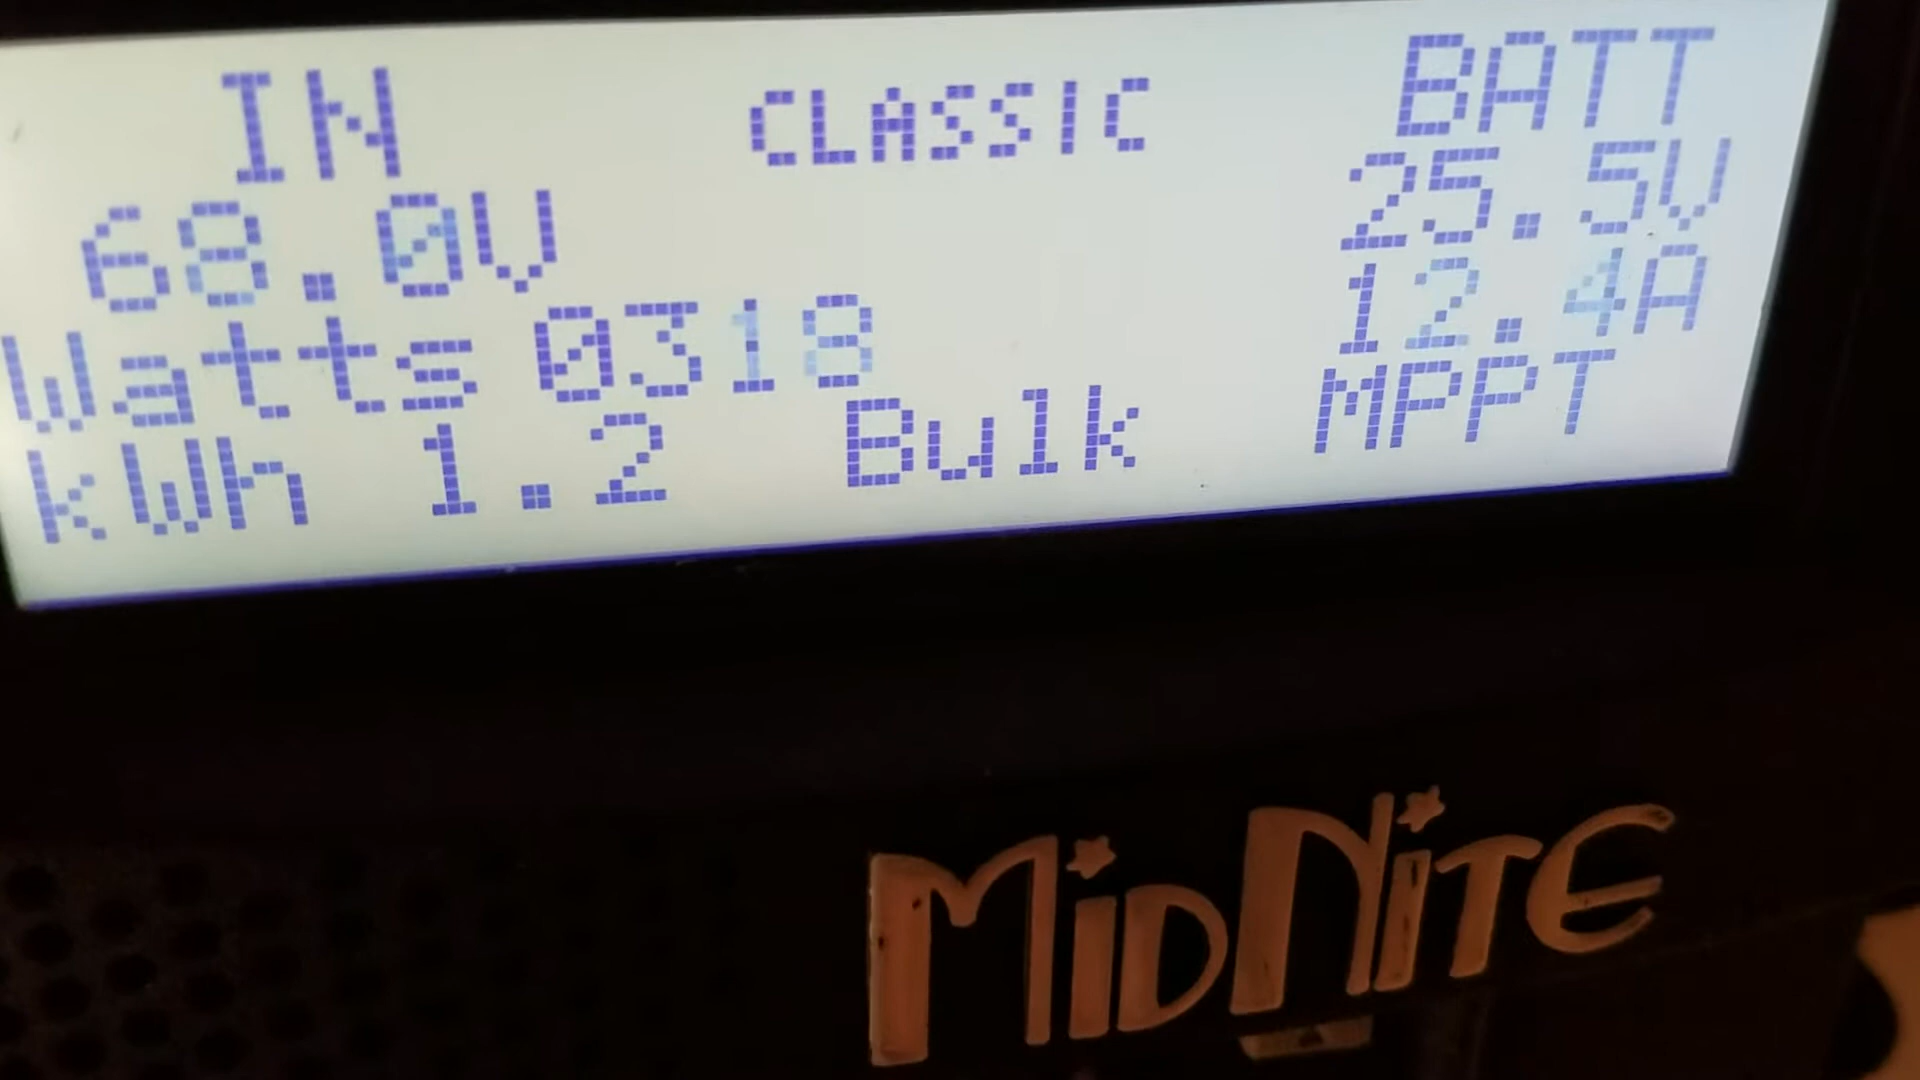 IN CLASSIC BATT
68.0V 25.5V
Watts 0318 12.4A
kWh 1.2 Bulk MPPT
MidNite